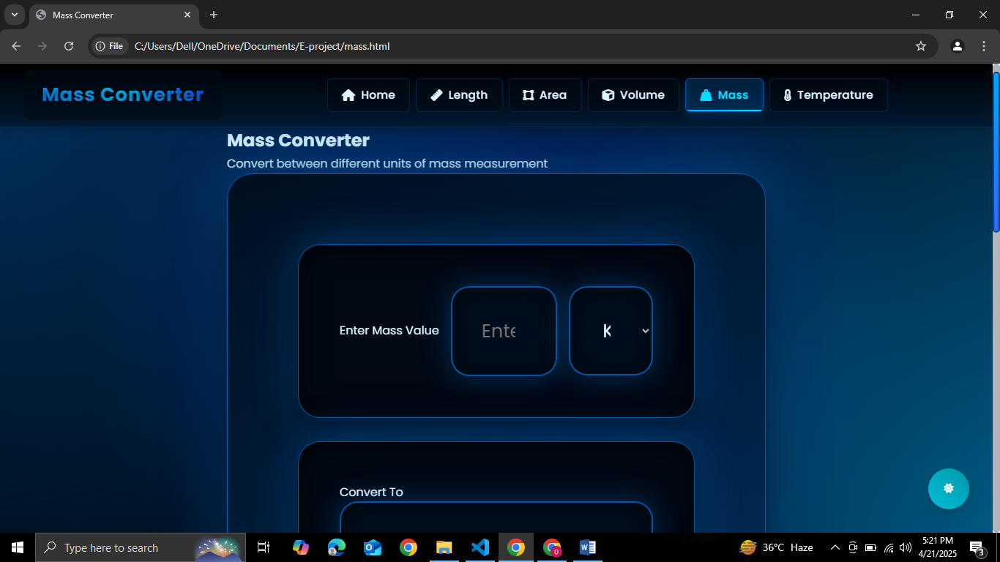 Mass Converter
File
C:/Users/Dell/OneDrive/Documents/E-project/mass.html
Mass Converter
Home
Length
Area
Volume
Mass
Temperature
Mass Converter
Convert between different units of mass measurement
Enter Mass Value
Ente
K
Convert To
Type here to search
36°C Haze
5:21 PM
4/21/2025
3